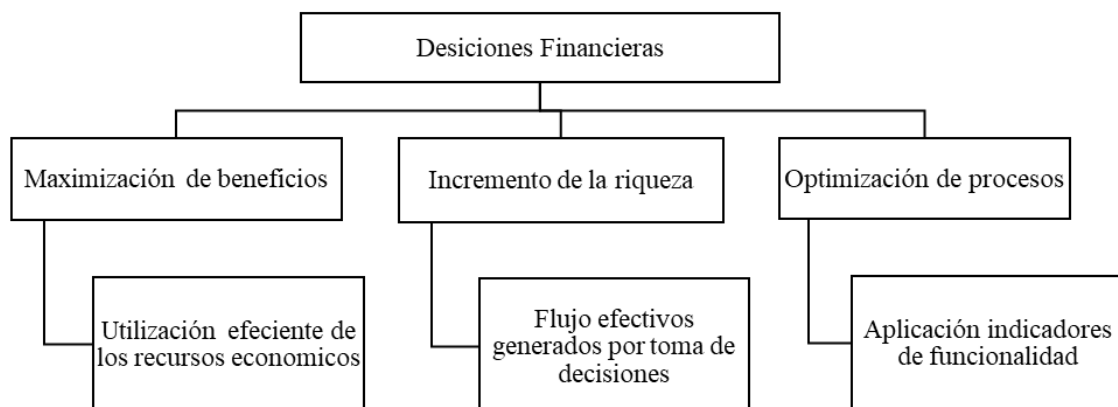 Desiciones Financieras
Maximización de beneficios
Incremento de la riqueza
Optimización de procesos
Utilización efeciente de
los recursos economicos
Flujo efectivos
generados por toma de
decisiones
Aplicación indicadores
de funcionalidad